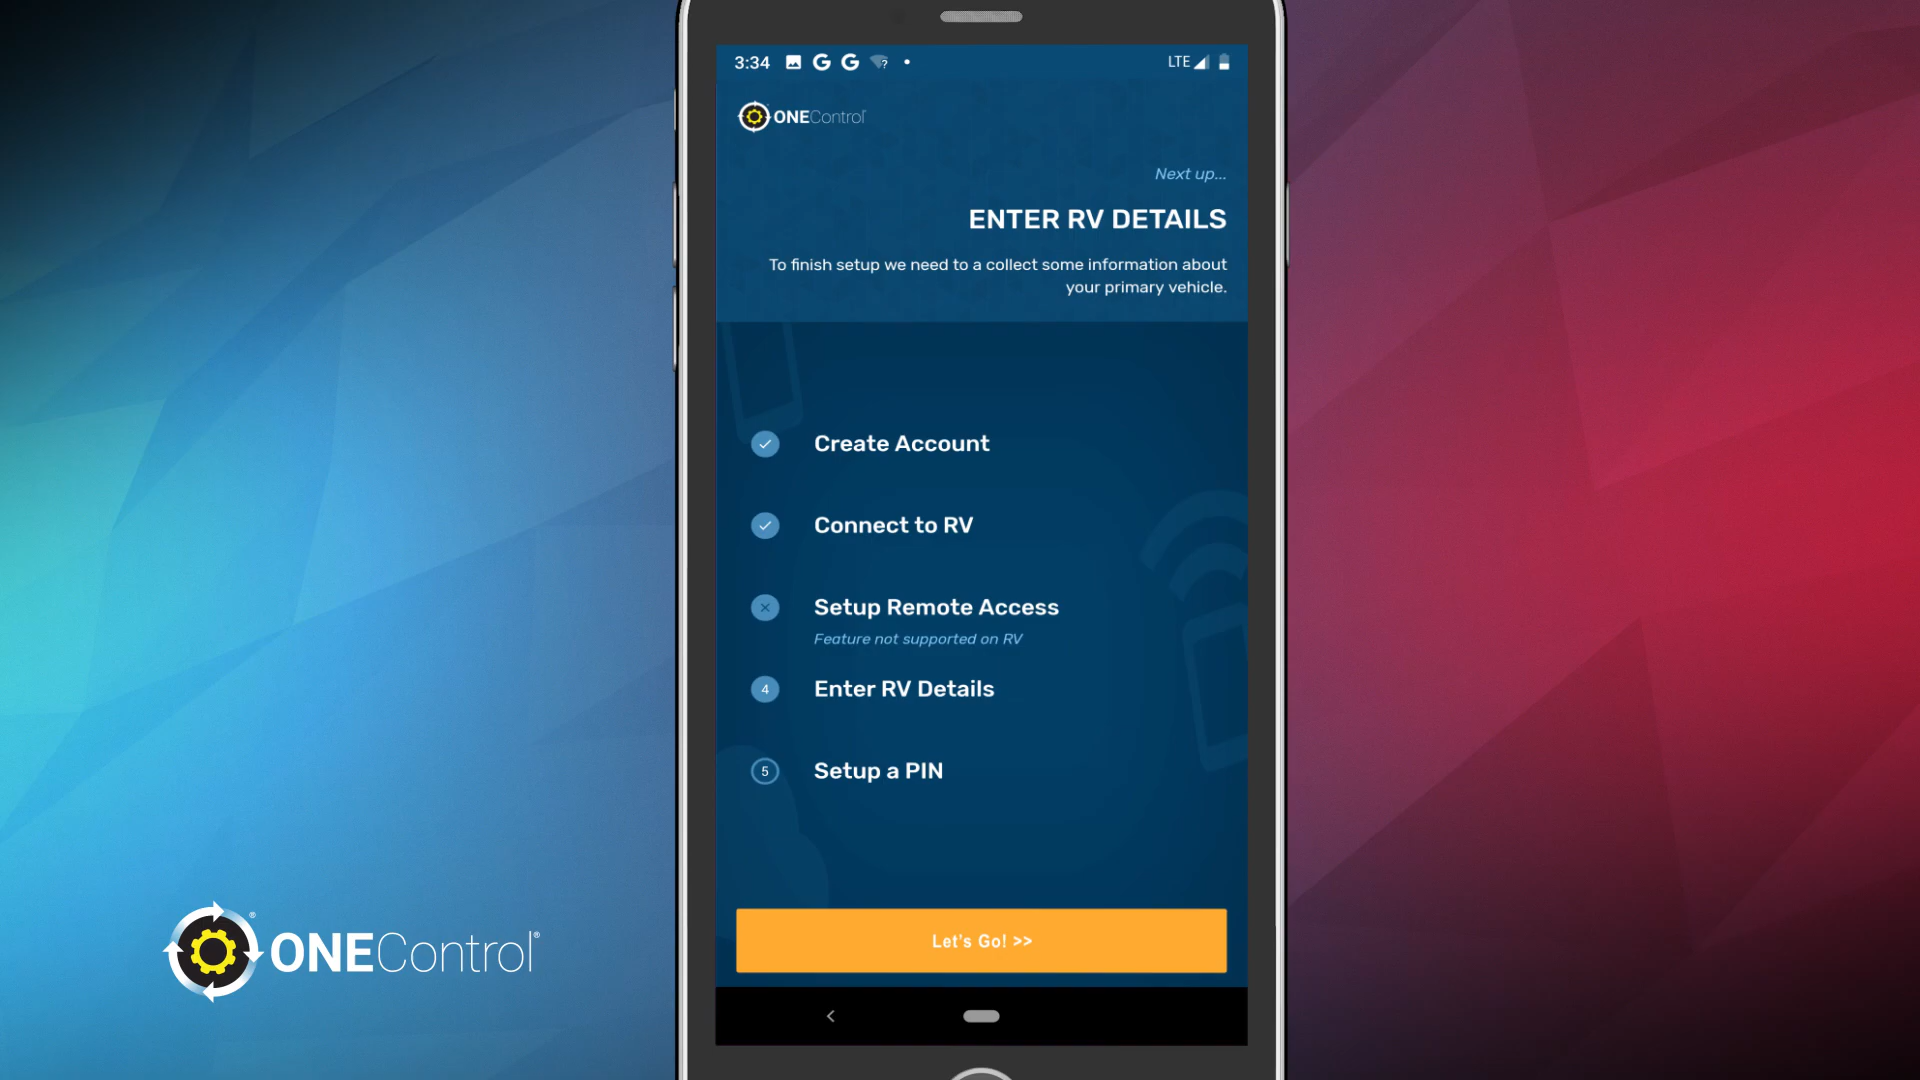 3:34
LTE
ONEControl
Next up...
ENTER RV DETAILS
To finish setup we need to a collect some information about
your primary vehicle.
Create Account
Connect to RV
Setup Remote Access
Feature not supported on RV
4 Enter RV Details
5 Setup a PIN
Let's Go! >>
ONEControl®